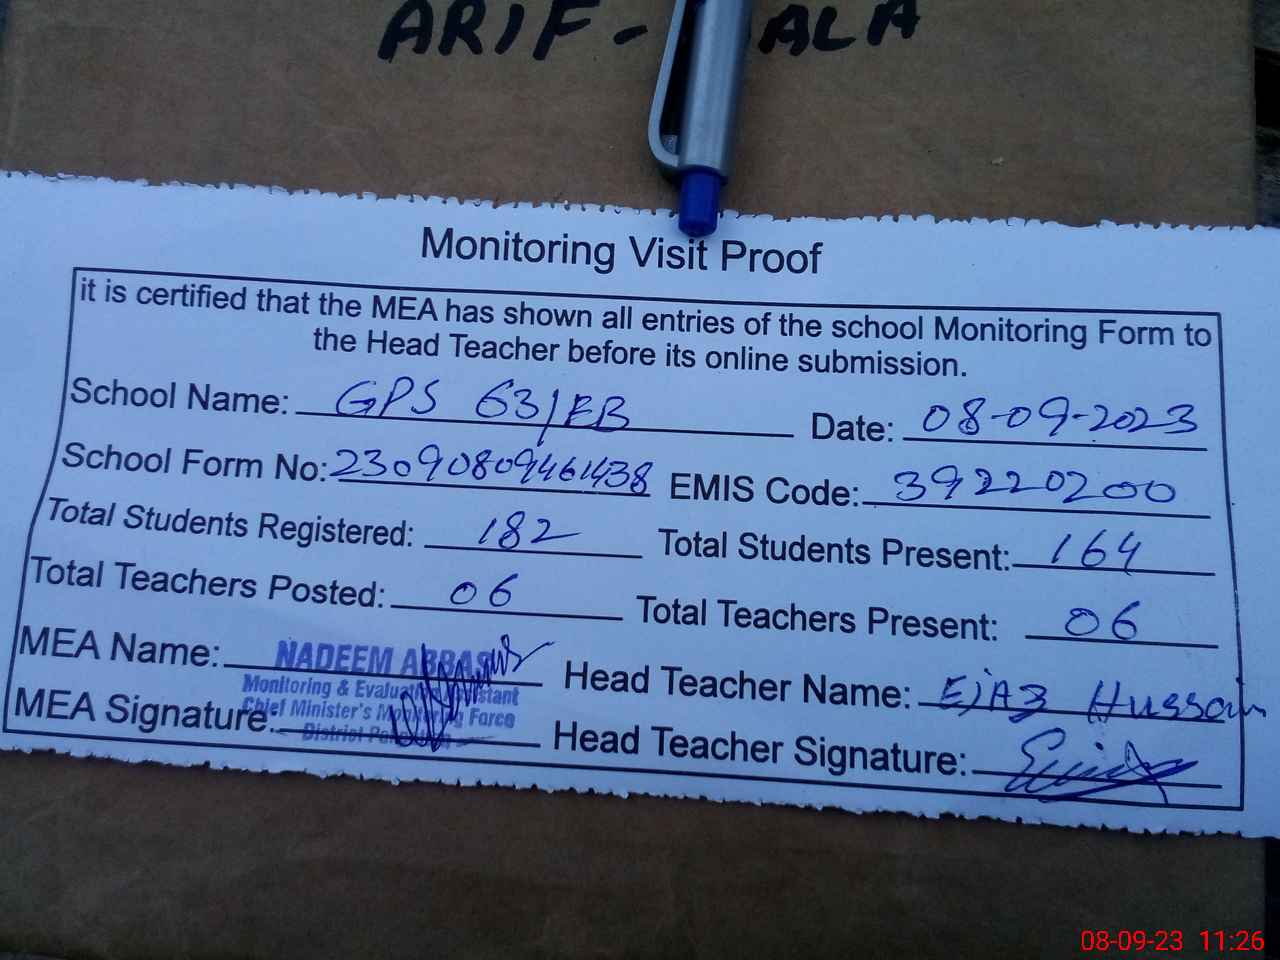 ARIF- ALA
Monitoring Visit Proof
it is certified that the MEA has shown all entries of the school Monitoring Form to
the Head Teacher before its online submission.
School Name: GPS 63/EB Date: 08-09-2023
School Form No: 23090809461438 EMIS Code: 39220200
Total Students Registered: 182 Total Students Present: 164
Total Teachers Posted: 06 Total Teachers Present: 06
MEA Name: NADEEM ABBAS Head Teacher Name: EjAz Hussain
Monitoring & Evaluation Assistant
Chief Minister's Monitoring Force
District
MEA Signature: Head Teacher Signature:
08-09-23 11:26